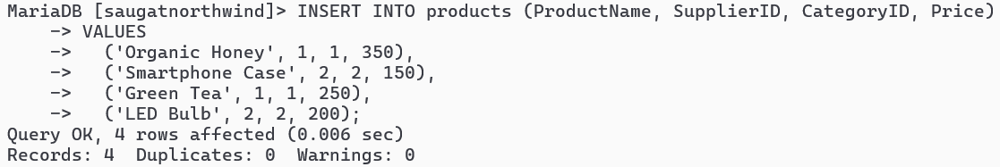 MariaDB [saugatnorthwind]> INSERT INTO products (ProductName, SupplierID, CategoryID, Price)
    -> VALUES
    ->   ('Organic Honey', 1, 1, 350),
    ->   ('Smartphone Case', 2, 2, 150),
    ->   ('Green Tea', 1, 1, 250),
    ->   ('LED Bulb', 2, 2, 200);
Query OK, 4 rows affected (0.006 sec)
Records: 4  Duplicates: 0  Warnings: 0